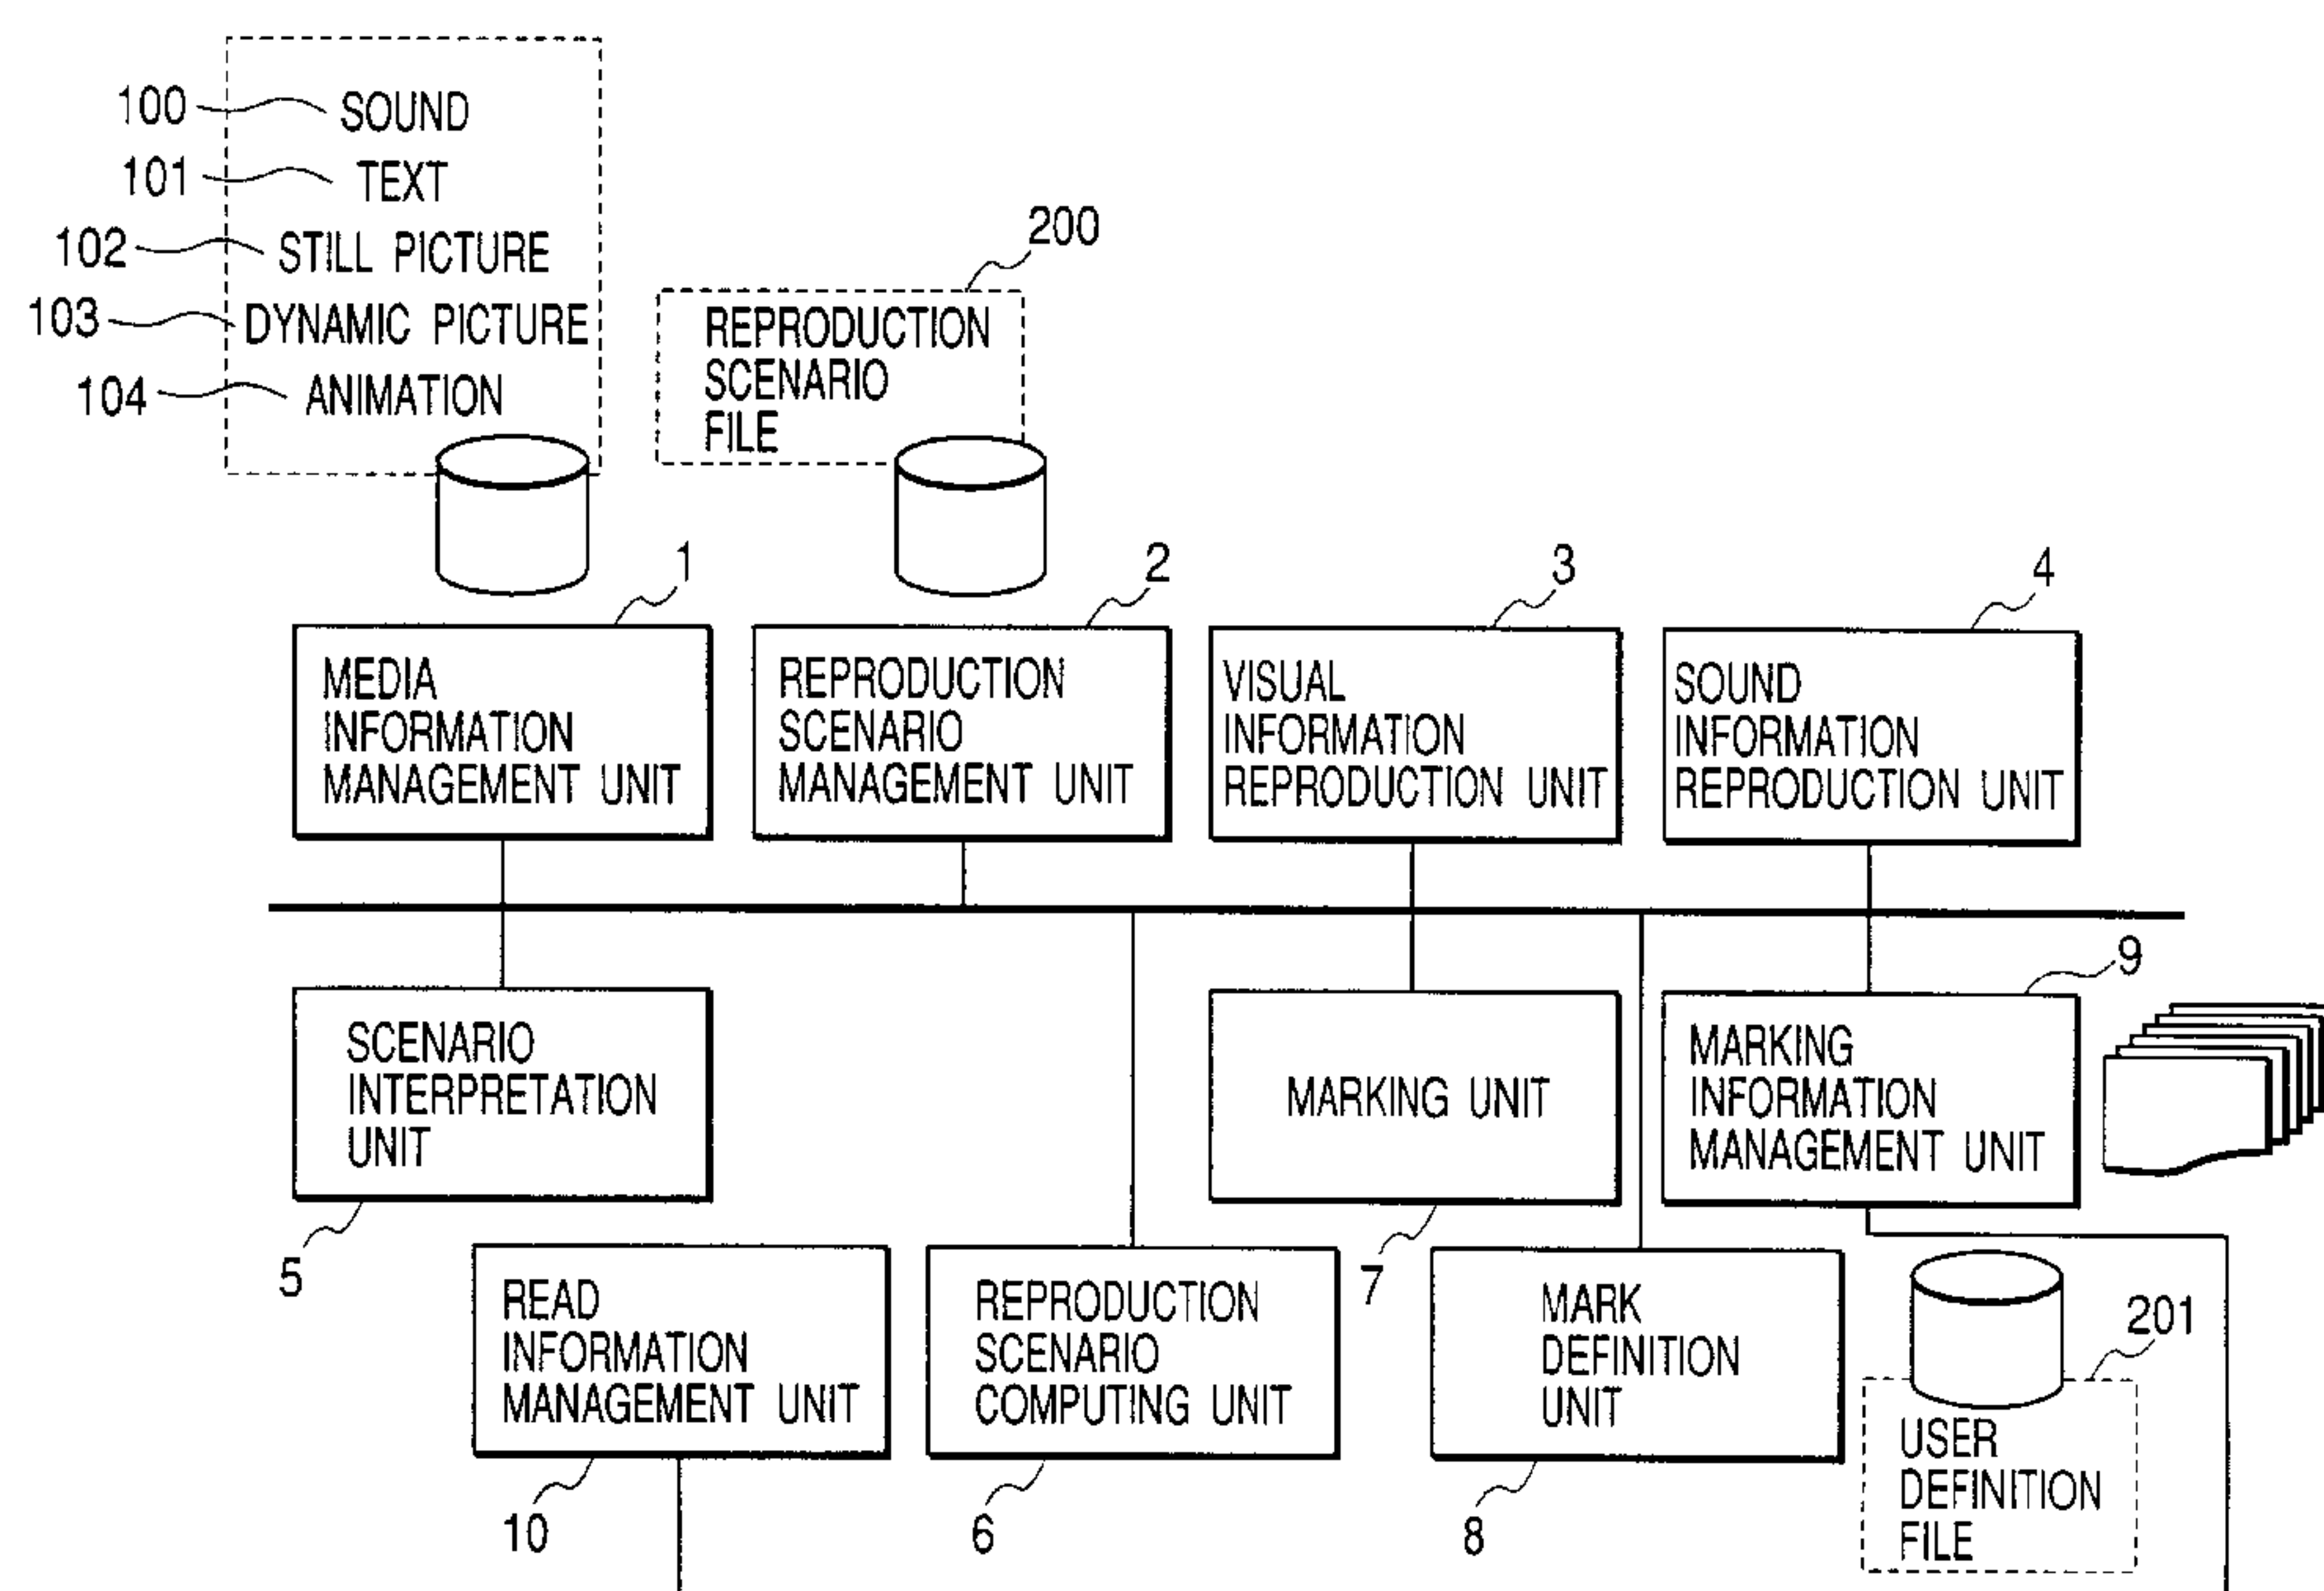 100 SOUND
101 TEXT
102 STILL PICTURE
103 DYNAMIC PICTURE
104 ANIMATION
200
REPRODUCTION
SCENARIO
FILE
1
MEDIA
INFORMATION
MANAGEMENT UNIT
2
REPRODUCTION
SCENARIO
MANAGEMENT UNIT
3
VISUAL
INFORMATION
REPRODUCTION UNIT
4
SOUND
INFORMATION
REPRODUCTION UNIT
SCENARIO
INTERPRETATION
UNIT
5
MARKING UNIT
7
9
MARKING
INFORMATION
MANAGEMENT UNIT
READ
INFORMATION
MANAGEMENT UNIT
10
REPRODUCTION
SCENARIO
COMPUTING UNIT
6
MARK
DEFINITION
UNIT
8
201
USER
DEFINITION
FILE